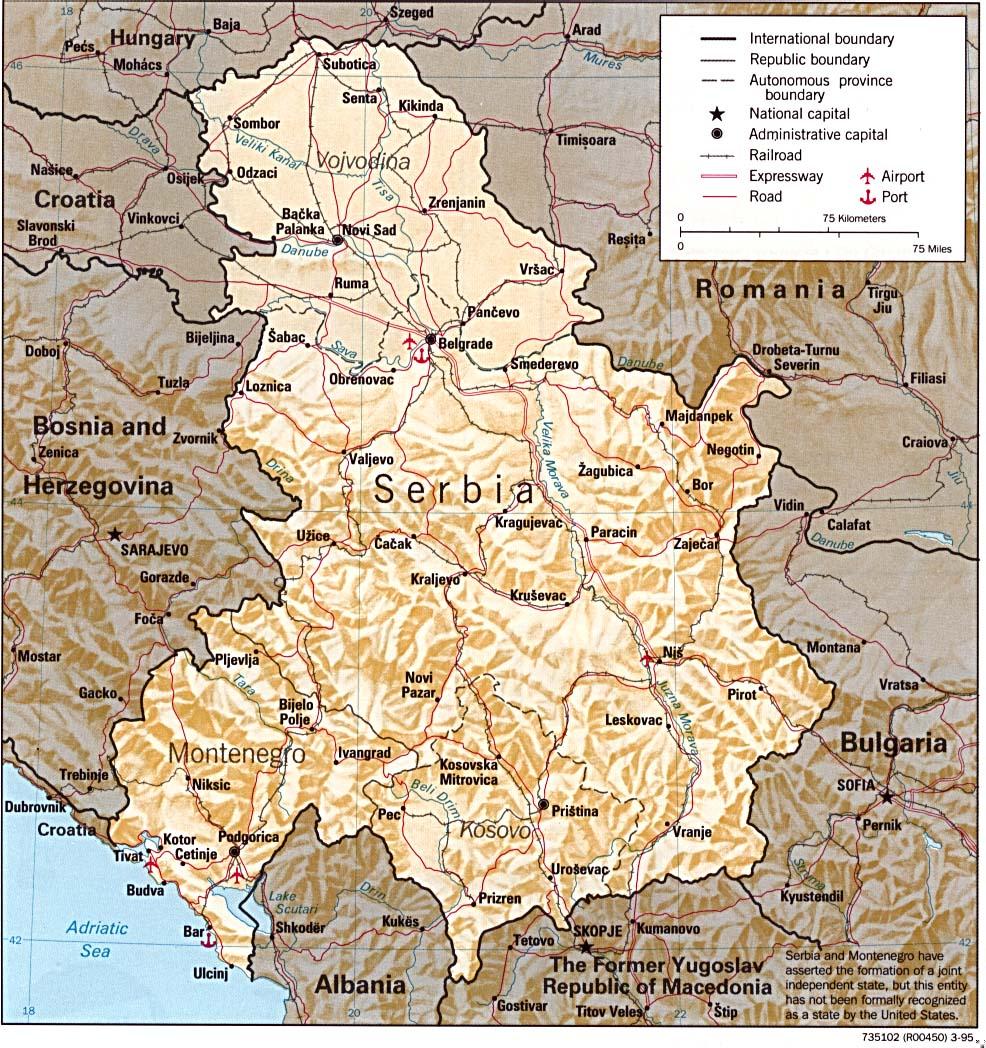 18
20
Szeged
Baja
Arad
Pećs
Hungary
Mureş
46
Mohács
Subotica
Senta
Kikinda
Sombor
Drava
Veliki Kanal
Vojvodina
Timișoara
Našice
Osijek
Odzaci
Tisa
Croatia
Zrenjanin
Vinkovci
Bačka
Palanka
Novi Sad
Slavonski
Brod
Danube
Reşiţa
Vršac
Ruma
Romania
Tîrgu
Jiu
Pančevo
Bijeljina
Šabac
Belgrade
Doboj
Sava
Drobeta-Turnu
Severin
Smederevo
Danube
Obrenovac
Filiasi
Tuzla
Loznica
Majdanpek
Bosnia and
Herzegovina
Zvornik
Negotin
Craiova
Zenica
Valjevo
Velika Morava
Žagubica
Drina
Jiu
Serbia
Bor
44
44
Vidin
Kragujevac
Calafat
Užice
Čačak
Paracin
Zaječar
Danube
SARAJEVO
Gorazde
Kraljevo
Kruševac
Foča
Montana
Mostar
Pljevlja
Niš
Tara
Novi
Pazar
Vratsa
Gacko
Pirot
Bijelo
Polje
Leskovac
Juzna Morava
Bulgaria
Montenegro
Ivangrad
Kosovska
Mitrovica
Trebinje
Niksic
SOFIA
Dubrovnik
Beli Drim
Pec
Priština
Croatia
Kosovo
Pernik
Kotor
Podgorica
Vranje
Tivat
Cetinje
Struma
Uroševac
Budva
Drin
Kyustendil
Lake
Scutari
Prizren
Adriatic
Sea
Kukës
Bar
Shkodër
SKOPJE
Kumanovo
42
42
Tetovo
Ulcinj
Albania
The Former Yugoslav
Republic of Macedonia
Gostivar
Titov Veles
Štip
18
20
22
International boundary
Republic boundary
Autonomous province
boundary
National capital
Administrative capital
Railroad
Expressway
Airport
Road
Port
0
75 Kilometers
0
75 Miles
Serbia and Montenegro have
asserted the formation of a joint
independent state, but this entity
has not been formally recognized
as a state by the United States.
735102 (R00450) 3-95